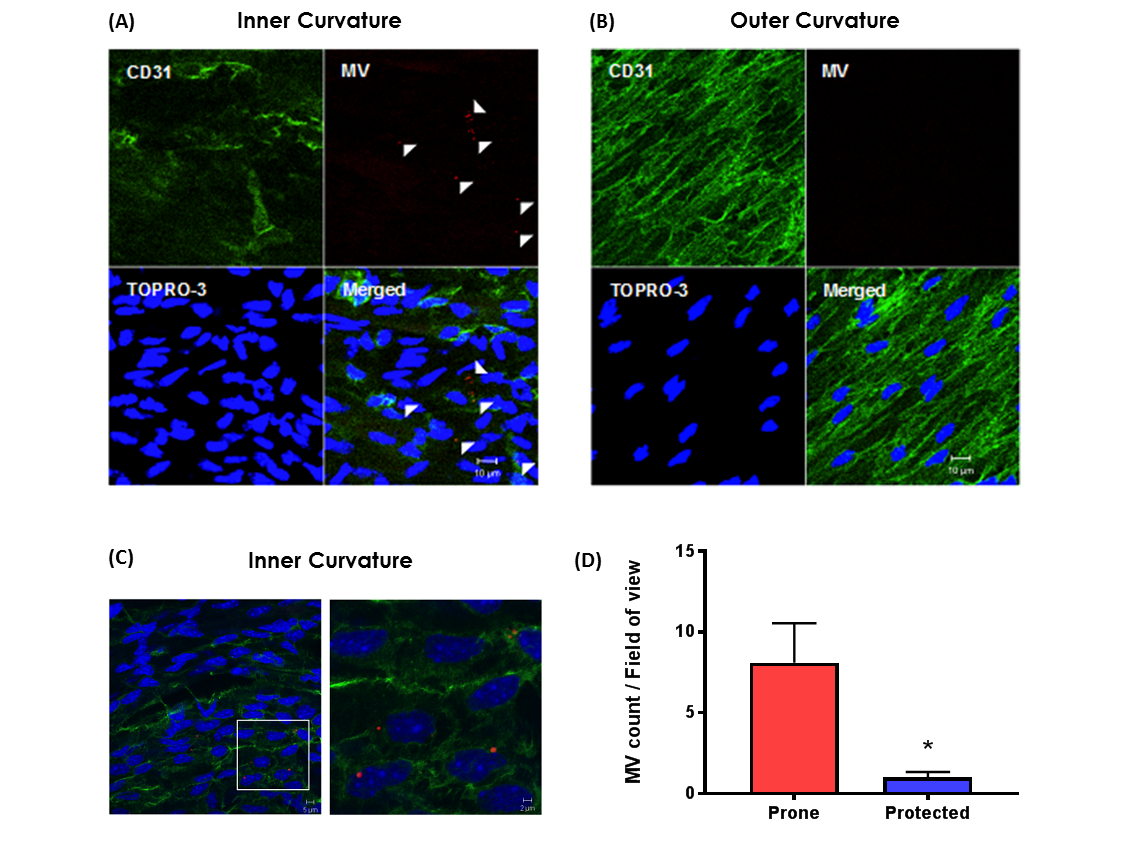 (A) Inner Curvature
CD31 MV
TOPRO-3 Merged
10 µm
(B) Outer Curvature
CD31 MV
TOPRO-3 Merged
10 µm
(C) Inner Curvature
5 µm
2 µm
(D)
MV count / Field of view
15
10
5
0
*
Prone Protected